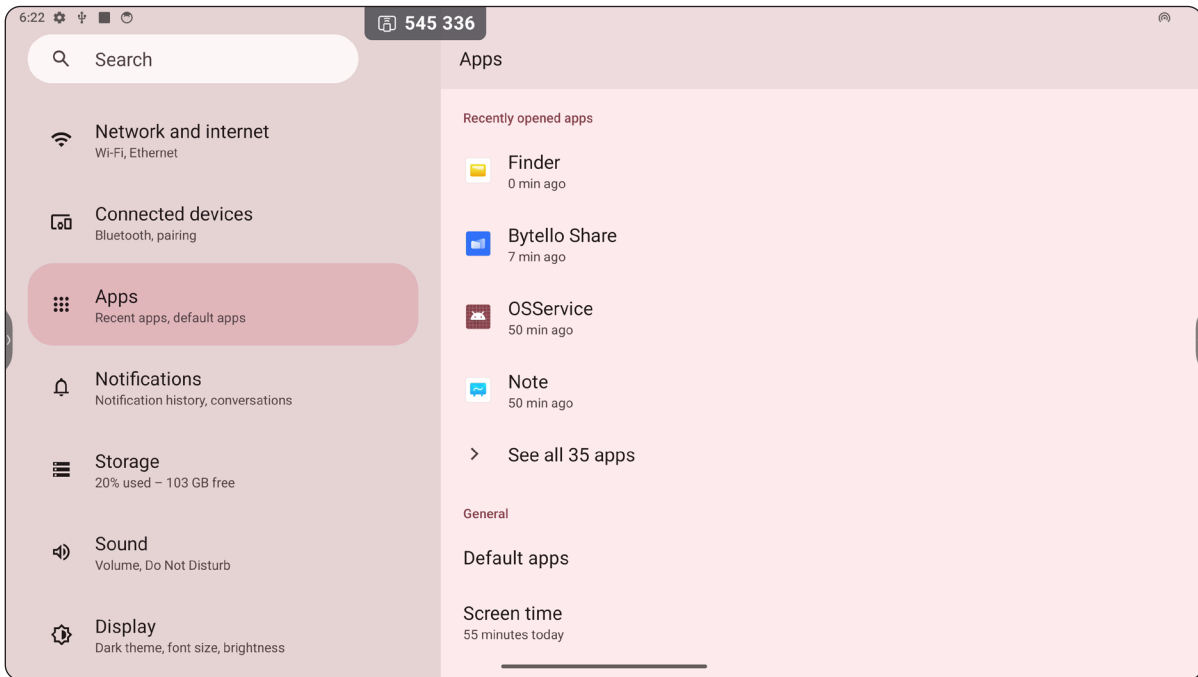 6:22
545 336
Search
Network and internet
Wi-Fi, Ethernet
Connected devices
Bluetooth, pairing
Apps
Recent apps, default apps
Notifications
Notification history, conversations
Storage
20% used – 103 GB free
Sound
Volume, Do Not Disturb
Display
Dark theme, font size, brightness
Apps
Recently opened apps
Finder
0 min ago
Bytello Share
7 min ago
OSService
50 min ago
Note
50 min ago
See all 35 apps
General
Default apps
Screen time
55 minutes today